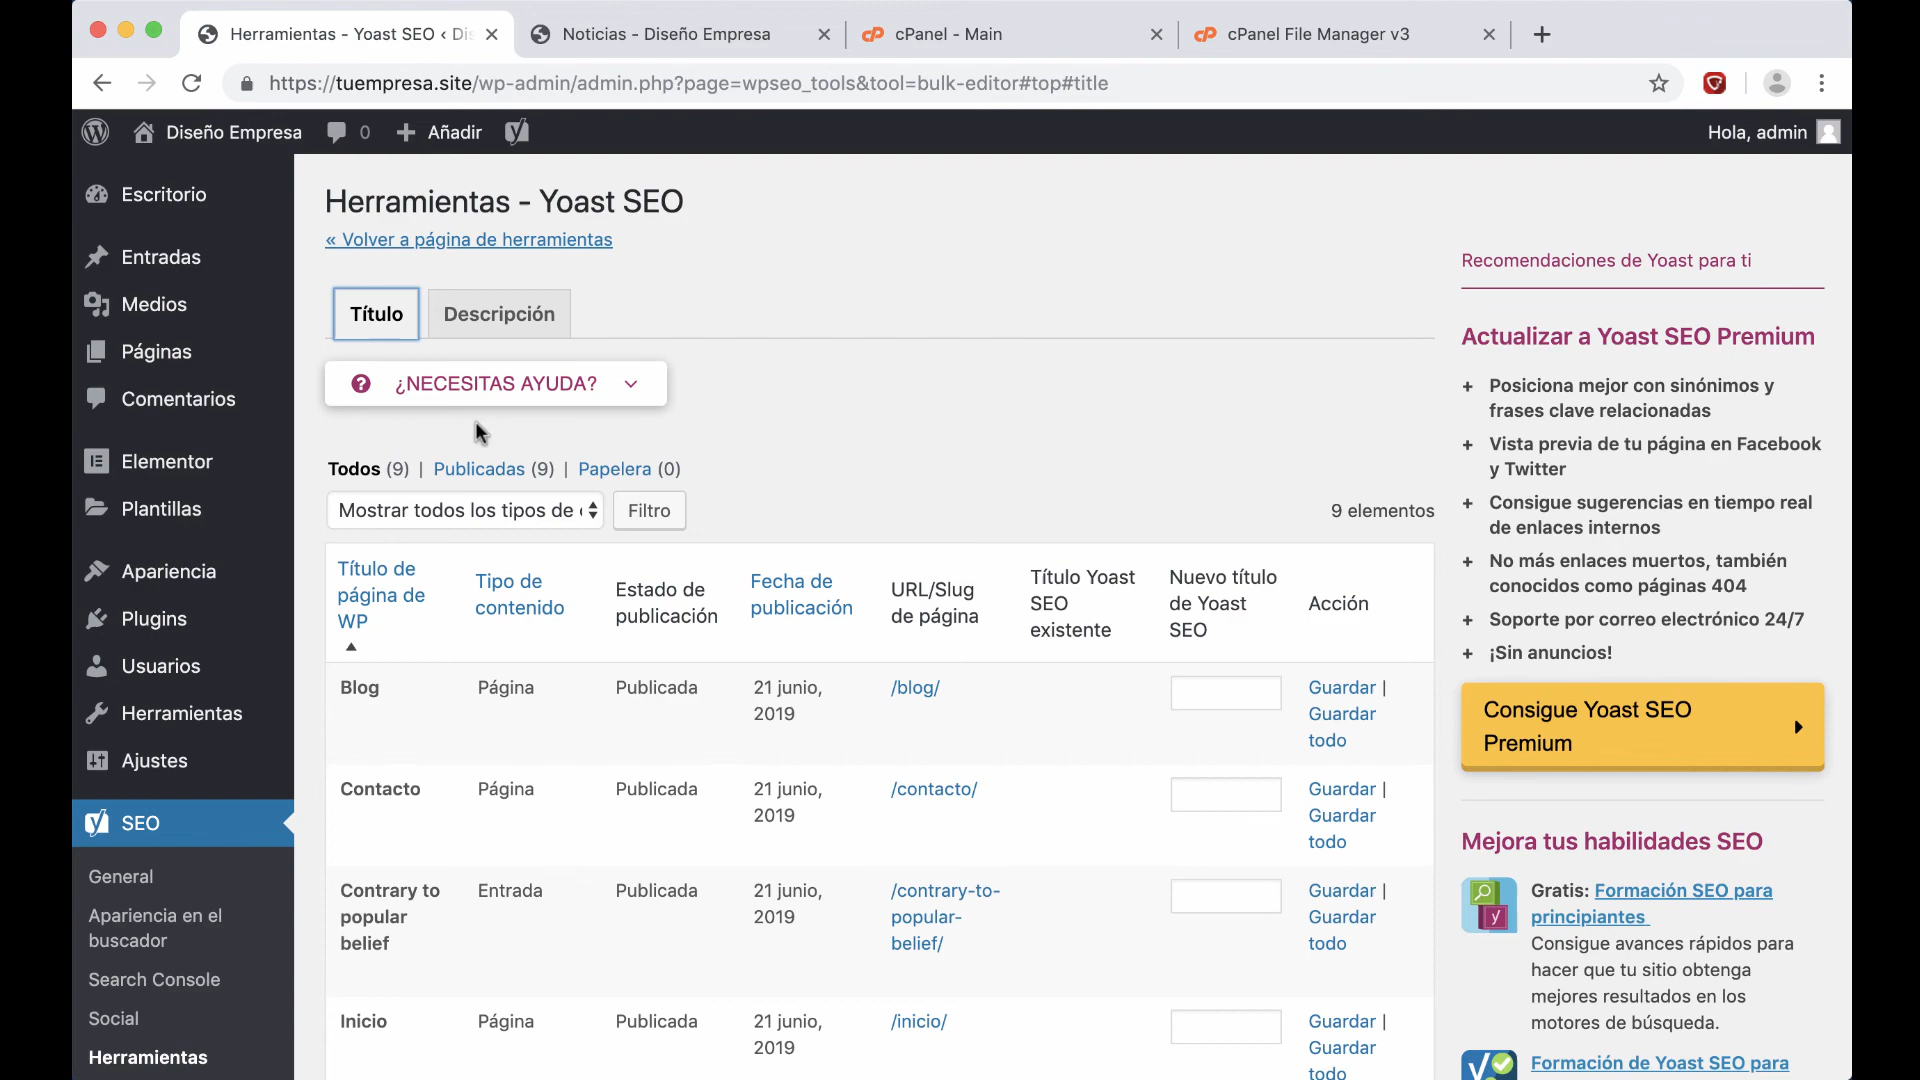 Herramientas - Yoast SEO ‹ Di
Noticias - Diseño Empresa
cPanel - Main
cPanel File Manager v3
https://tuempresa.site/wp-admin/admin.php?page=wpseo_tools&tool=bulk-editor#top#title
Diseño Empresa
0
Añadir
Hola, admin
Escritorio
Entradas
Medios
Páginas
Comentarios
Elementor
Plantillas
Apariencia
Plugins
Usuarios
Herramientas
Ajustes
SEO
General
Apariencia en el
buscador
Search Console
Social
Herramientas
Herramientas - Yoast SEO
« Volver a página de herramientas
Título
Descripción
¿NECESITAS AYUDA?
Todos (9) | Publicadas (9) | Papelera (0)
Mostrar todos los tipos de
Filtro
9 elementos
Título de
página de
WP
Tipo de
contenido
Estado de
publicación
Fecha de
publicación
URL/Slug
de página
Título Yoast
SEO
existente
Nuevo título
de Yoast
SEO
Acción
Blog
Página
Publicada
21 junio,
2019
/blog/
Guardar |
Guardar
todo
Contacto
Página
Publicada
21 junio,
2019
/contacto/
Guardar |
Guardar
todo
Contrary to
popular
belief
Entrada
Publicada
21 junio,
2019
/contrary-to-
popular-
belief/
Guardar |
Guardar
todo
Inicio
Página
Publicada
21 junio,
2019
/inicio/
Guardar |
Guardar
todo
Recomendaciones de Yoast para ti
Actualizar a Yoast SEO Premium
+ Posiciona mejor con sinónimos y
frases clave relacionadas
+ Vista previa de tu página en Facebook
y Twitter
+ Consigue sugerencias en tiempo real
de enlaces internos
+ No más enlaces muertos, también
conocidos como páginas 404
+ Soporte por correo electrónico 24/7
+ ¡Sin anuncios!
Consigue Yoast SEO
Premium
Mejora tus habilidades SEO
Gratis: Formación SEO para
principiantes
Consigue avances rápidos para
hacer que tu sitio obtenga
mejores resultados en los
motores de búsqueda.
Formación de Yoast SEO para